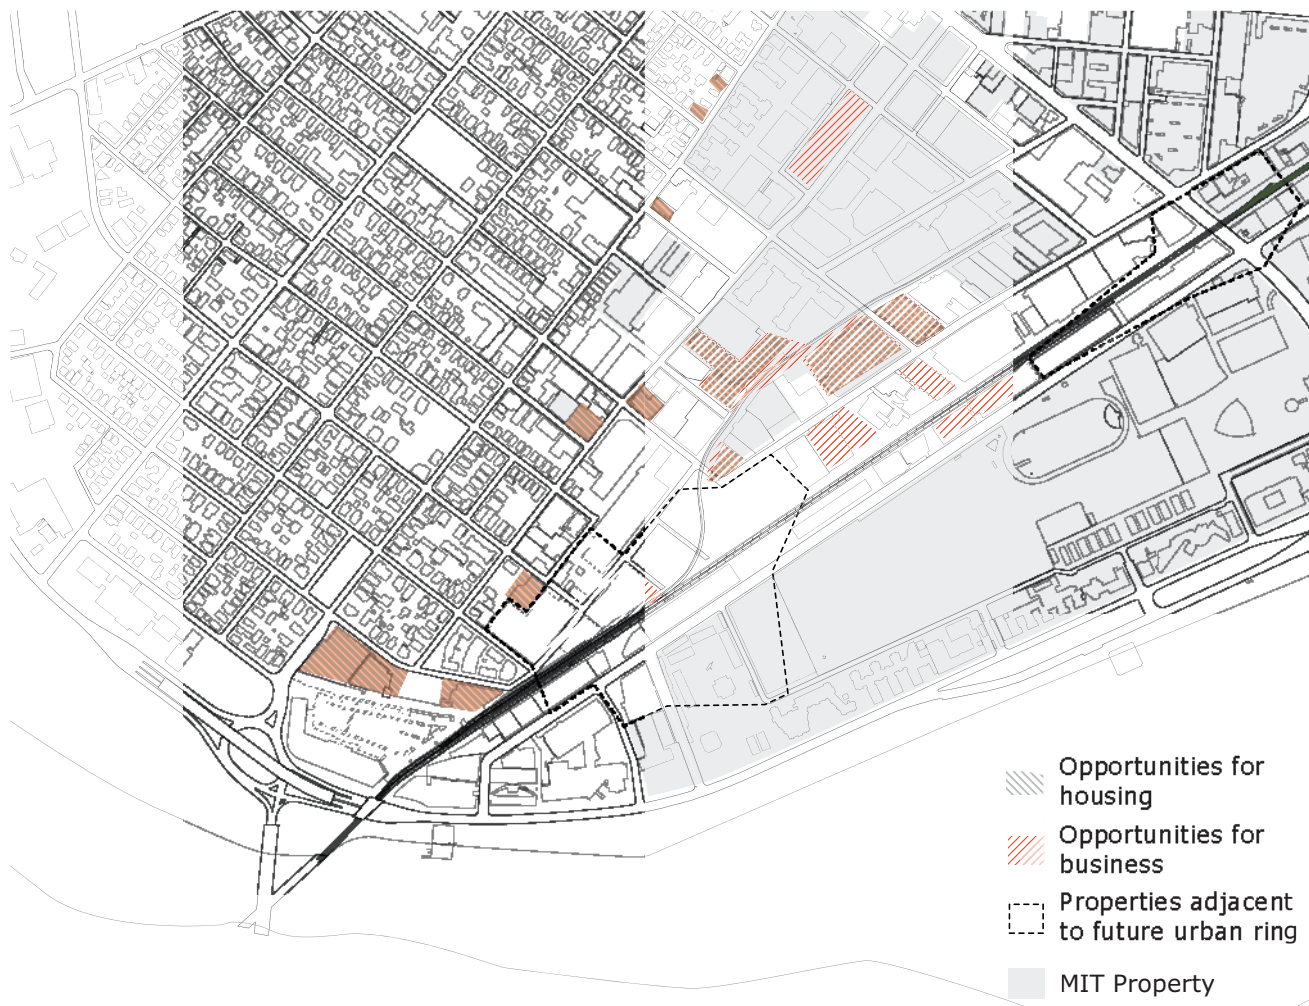 Opportunities for
housing
Opportunities for
business
Properties adjacent
to future urban ring
MIT Property